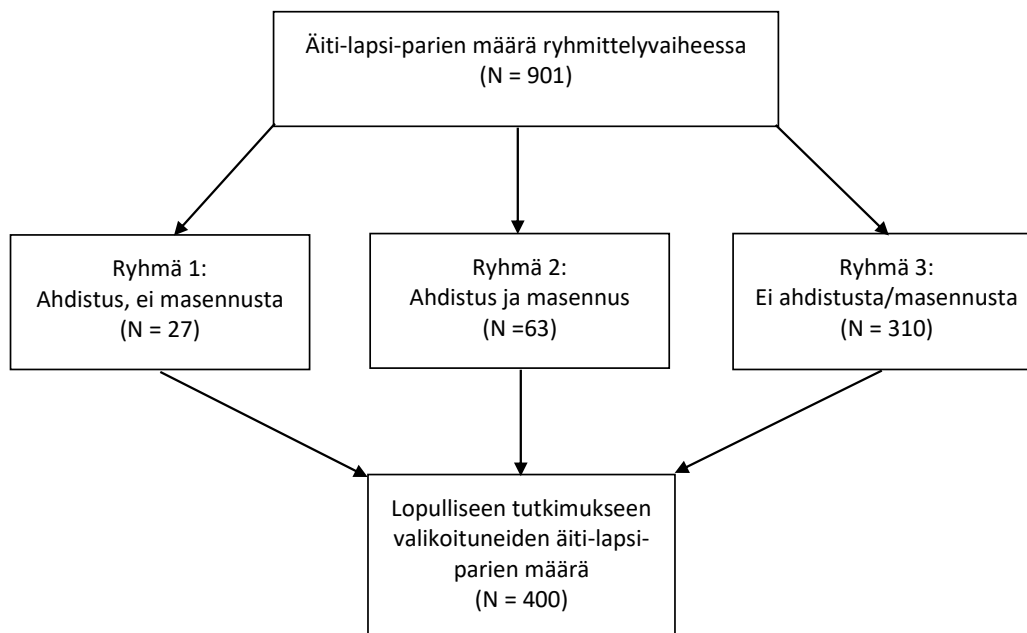 Äiti-lapsi-parien määrä ryhmittelyvaiheessa
(N = 901)
Ryhmä 1:
Ahdistus, ei masennusta
(N = 27)
Ryhmä 2:
Ahdistus ja masennus
(N =63)
Ryhmä 3:
Ei ahdistusta/masennusta
(N = 310)
Lopulliseen tutkimukseen
valikoituneiden äiti-lapsi-
parien määrä
(N = 400)